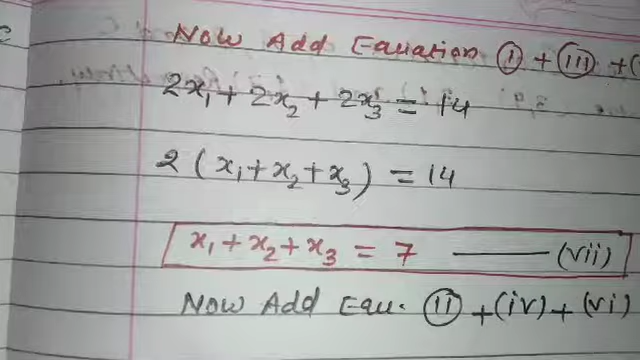 Now Add Equation (I) + (III) + (
2x₁ + 2x₂ + 2x₃ = 14
2 (x₁ + x₂ + x₃) = 14
x₁ + x₂ + x₃ = 7 —— (vii)
Now Add Equ. (II) + (iv) + (vi)